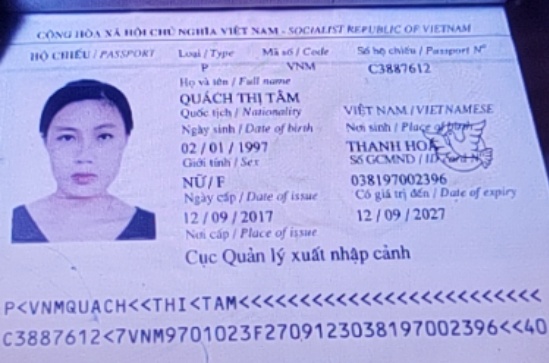 CỘNG HÒA XÃ HỘI CHỦ NGHĨA VIỆT NAM - SOCIALIST REPUBLIC OF VIETNAM
HỘ CHIẾU / PASSPORT Loại / Type Mã số / Code Số hộ chiếu / Passport Nº
P VNM C3887612
Họ và tên / Full name
QUÁCH THỊ TÂM
Quốc tịch / Nationality VIỆT NAM / VIETNAMESE
Ngày sinh / Date of birth Nơi sinh / Place of birth
02 / 01 / 1997 THANH HOÁ
Giới tính / Sex Số GCMND / ID Card Nº
NỮ / F 038197002396
Ngày cấp / Date of issue Có giá trị đến / Date of expiry
12 / 09 / 2017 12 / 09 / 2027
Nơi cấp / Place of issue
Cục Quản lý xuất nhập cảnh
P<VNMQUACH<<THI<TAM<<<<<<<<<<<<<<<<<<<<<<<<<
C3887612<7VNM9701023F2709123038197002396<<40